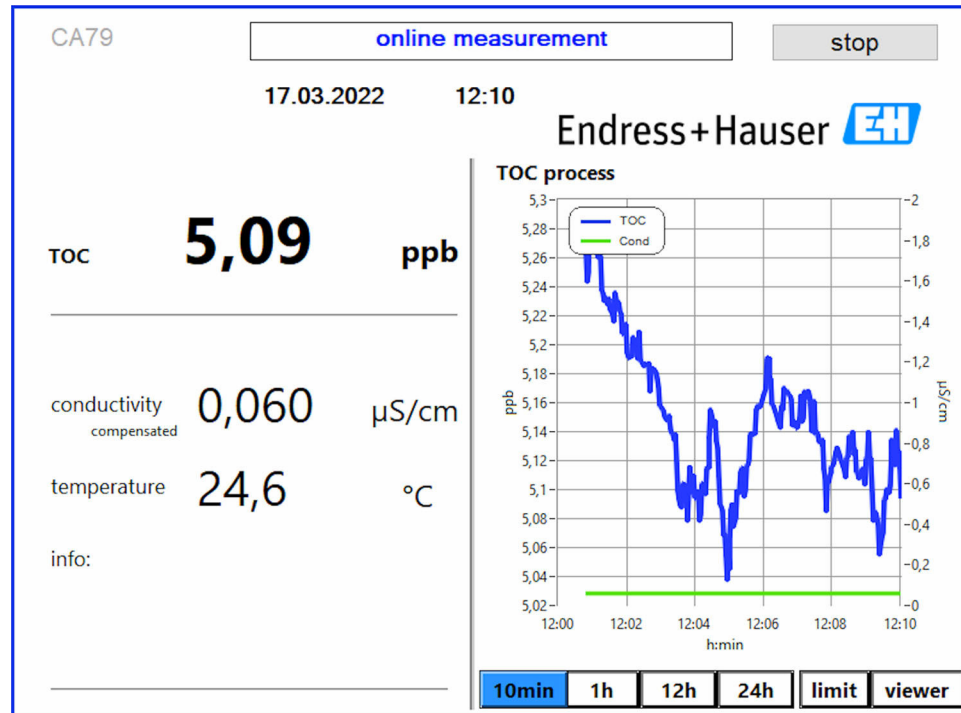 CA79
online measurement
stop
17.03.2022 12:10
Endress+Hauser EH
TOC 5,09 ppb
conductivity 0,060 µS/cm
compensated
temperature 24,6 °C
info:
TOC process
TOC
Cond
5,3
5,28
5,26
5,24
5,22
5,2
5,18
5,16
5,14
5,12
5,1
5,08
5,06
5,04
5,02
ppb
2
1,8
1,6
1,4
1,2
1
0,8
0,6
0,4
0,2
0
µS/cm
12:00 12:02 12:04 12:06 12:08 12:10
h:min
10min 1h 12h 24h limit viewer